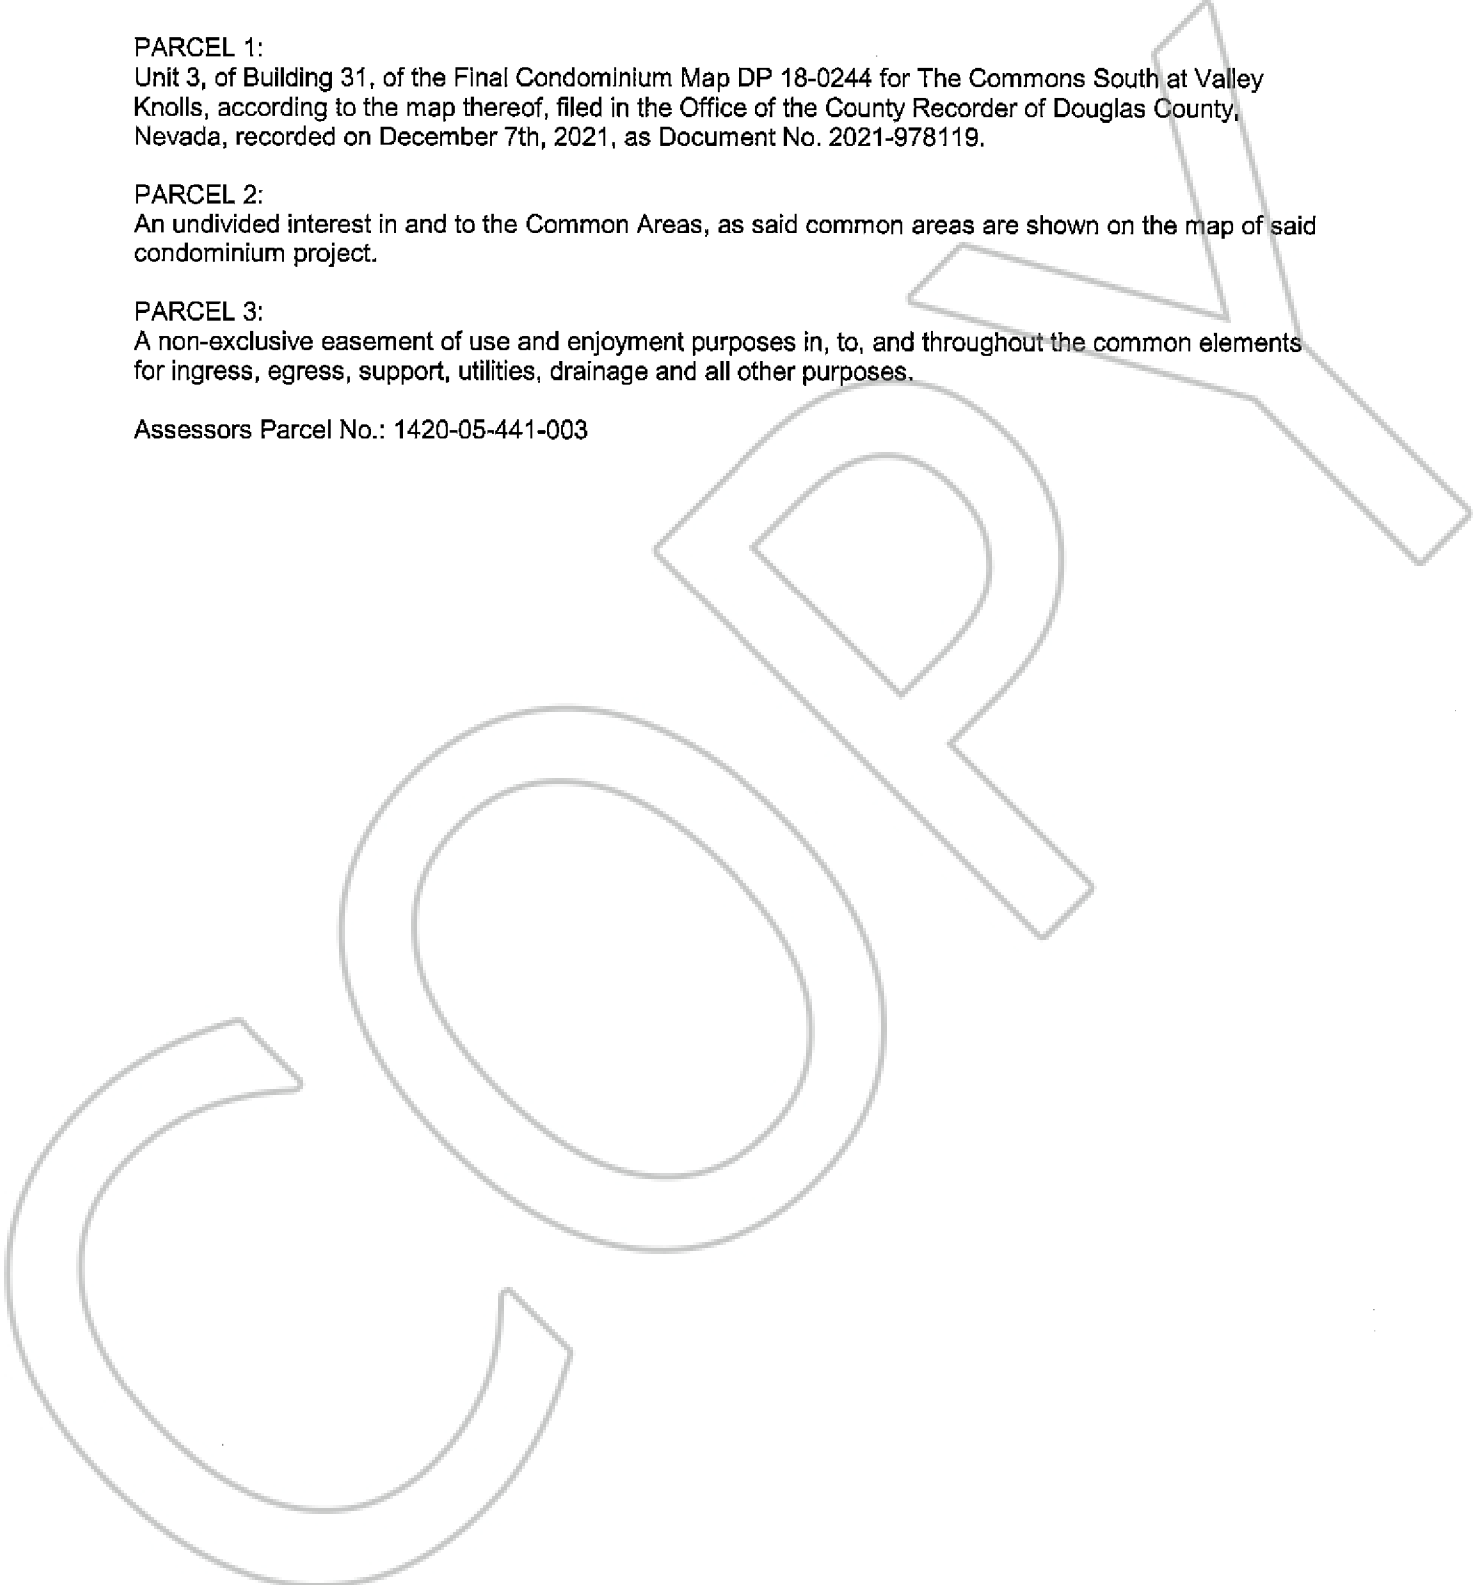 PARCEL 1:
Unit 3, of Building 31, of the Final Condominium Map DP 18-0244 for The Commons South at Valley
Knolls, according to the map thereof, filed in the Office of the County Recorder of Douglas County,
Nevada, recorded on December 7th, 2021, as Document No. 2021-978119.
PARCEL 2:
An undivided interest in and to the Common Areas, as said common areas are shown on the map of said
condominium project.
PARCEL 3:
A non-exclusive easement of use and enjoyment purposes in, to, and throughout the common elements
for ingress, egress, support, utilities, drainage and all other purposes.
Assessors Parcel No.: 1420-05-441-003
COPY